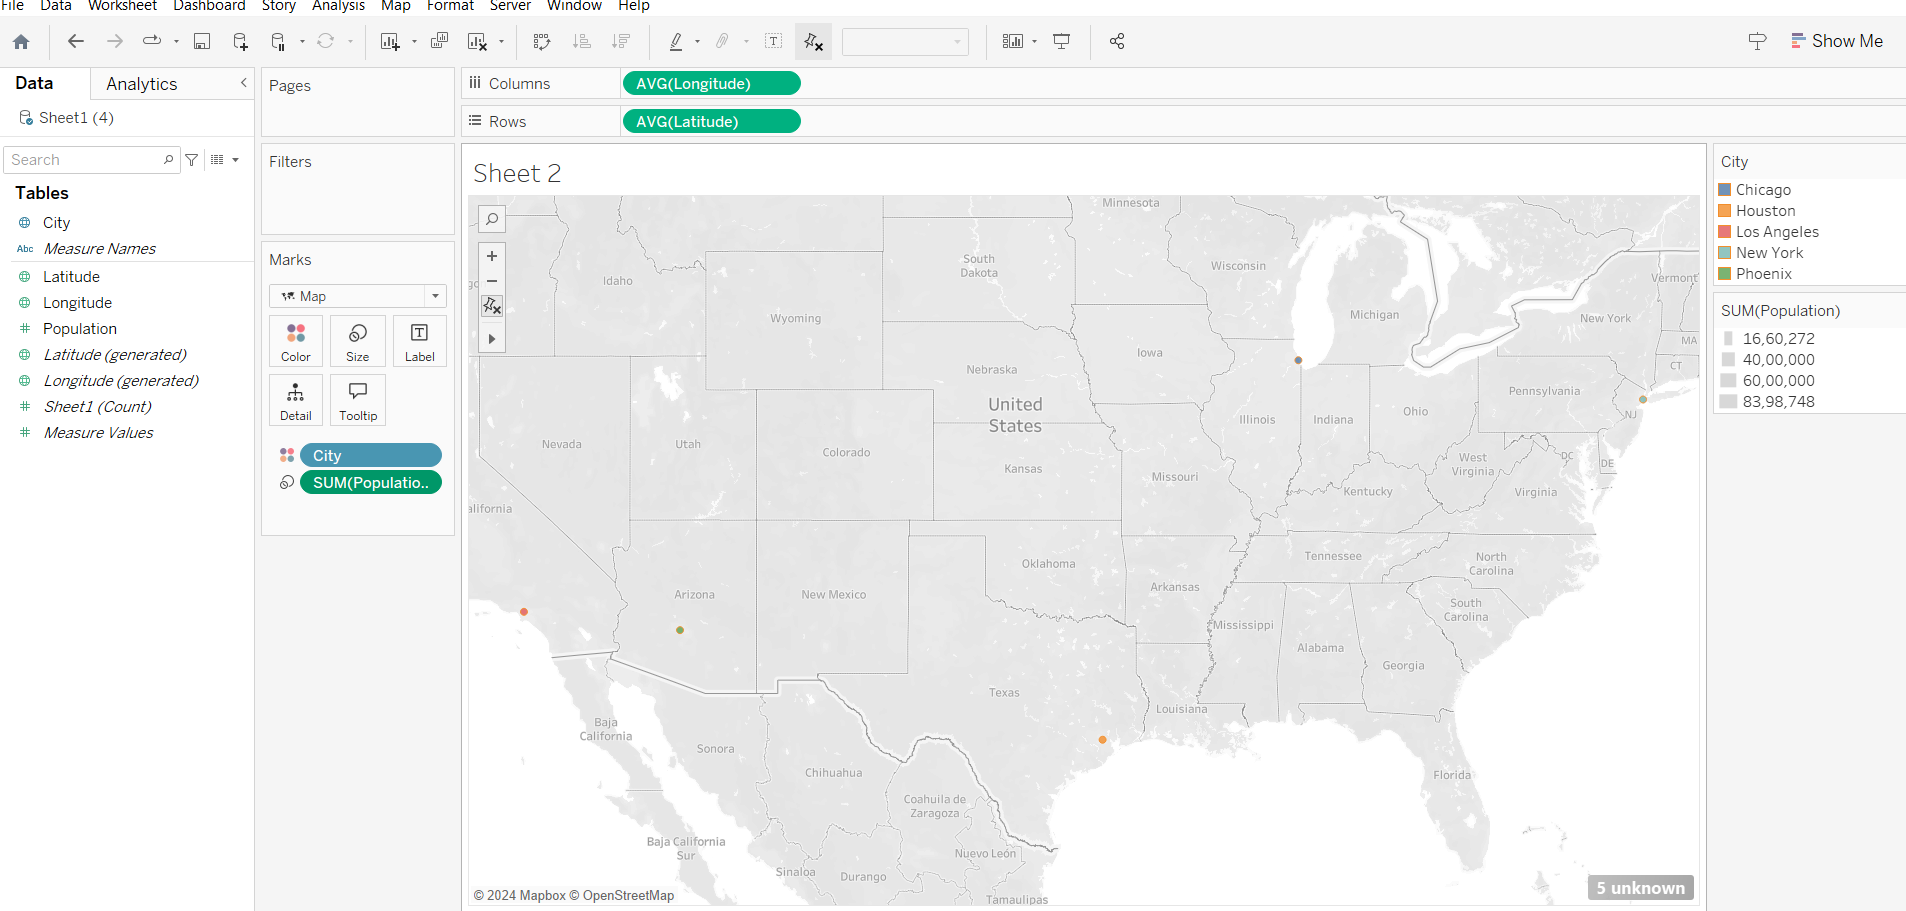 File Data Worksheet Dashboard Story Analysis Map Format Server Window Help
Show Me
Data Analytics
Sheet1 (4)
Search
Tables
City
Abc Measure Names
Latitude
Longitude
Population
Latitude (generated)
Longitude (generated)
Sheet1 (Count)
Measure Values
Pages
Filters
Marks
Map
Color Size Label
Detail Tooltip
City
SUM(Populatio..
Columns AVG(Longitude)
Rows AVG(Latitude)
Sheet 2
Minnesota
South
Dakota
Wisconsin
Idaho
Vermont
Wyoming
Michigan
New York
MA
Iowa
CT
Nebraska
Pennsylvania
United
States
Illinois
Indiana
Ohio
NJ
Nevada
Utah
Colorado
Kansas
Missouri
West
Virginia
DC
DE
Kentucky
Virginia
alifornia
Oklahoma
Tennessee
North
Carolina
Arizona
New Mexico
Arkansas
South
Carolina
Mississippi
Alabama
Georgia
Texas
Louisiana
Baja
California
Sonora
Chihuahua
Florida
Coahuila de
Zaragoza
Baja California
Sur
Nuevo León
Sinaloa
Durango
Tamaulipas
© 2024 Mapbox © OpenStreetMap
5 unknown
City
Chicago
Houston
Los Angeles
New York
Phoenix
SUM(Population)
16,60,272
40,00,000
60,00,000
83,98,748